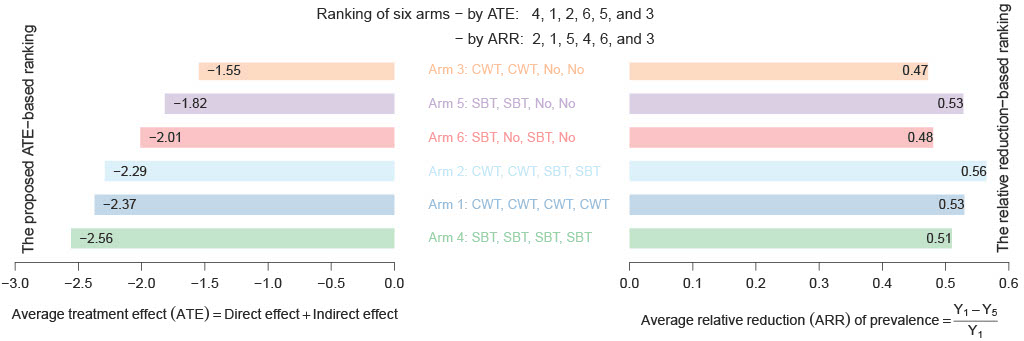 Ranking of six arms − by ATE: 4, 1, 2, 6, 5, and 3
− by ARR: 2, 1, 5, 4, 6, and 3
The proposed ATE-based ranking
The relative reduction-based ranking
−1.55 Arm 3: CWT, CWT, No, No 0.47
−1.82 Arm 5: SBT, SBT, No, No 0.53
−2.01 Arm 6: SBT, No, SBT, No 0.48
−2.29 Arm 2: CWT, CWT, SBT, SBT 0.56
−2.37 Arm 1: CWT, CWT, CWT, CWT 0.53
−2.56 Arm 4: SBT, SBT, SBT, SBT 0.51
−3.0 −2.5 −2.0 −1.5 −1.0 −0.5 0.0 0.0 0.1 0.2 0.3 0.4 0.5 0.6
Average treatment effect (ATE) = Direct effect + Indirect effect
Average relative reduction (ARR) of prevalence = Y1 − Y5
Y1